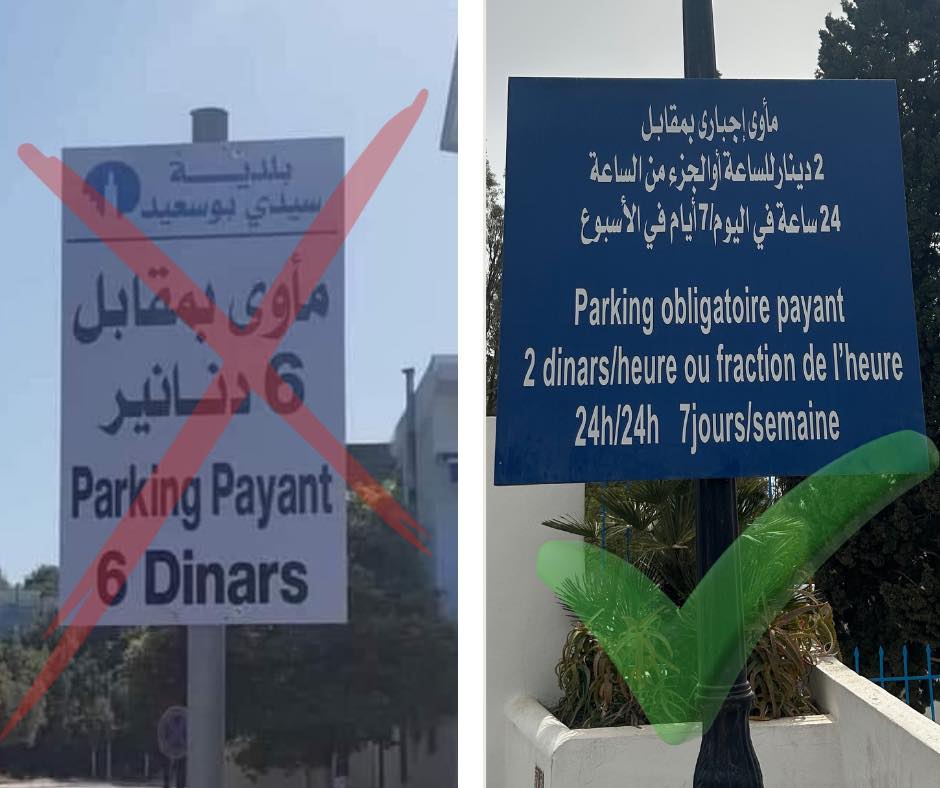 بلدية
سيدي بوسعيد
مأوى بمقابل
6 دنانير
Parking Payant
6 Dinars
مأوى إجبارى بمقابل
2 دينار للساعة أو الجزء من الساعة
24 ساعة في اليوم/7 أيام في الأسبوع
Parking obligatoire payant
2 dinars/heure ou fraction de l'heure
24h/24h 7jours/semaine